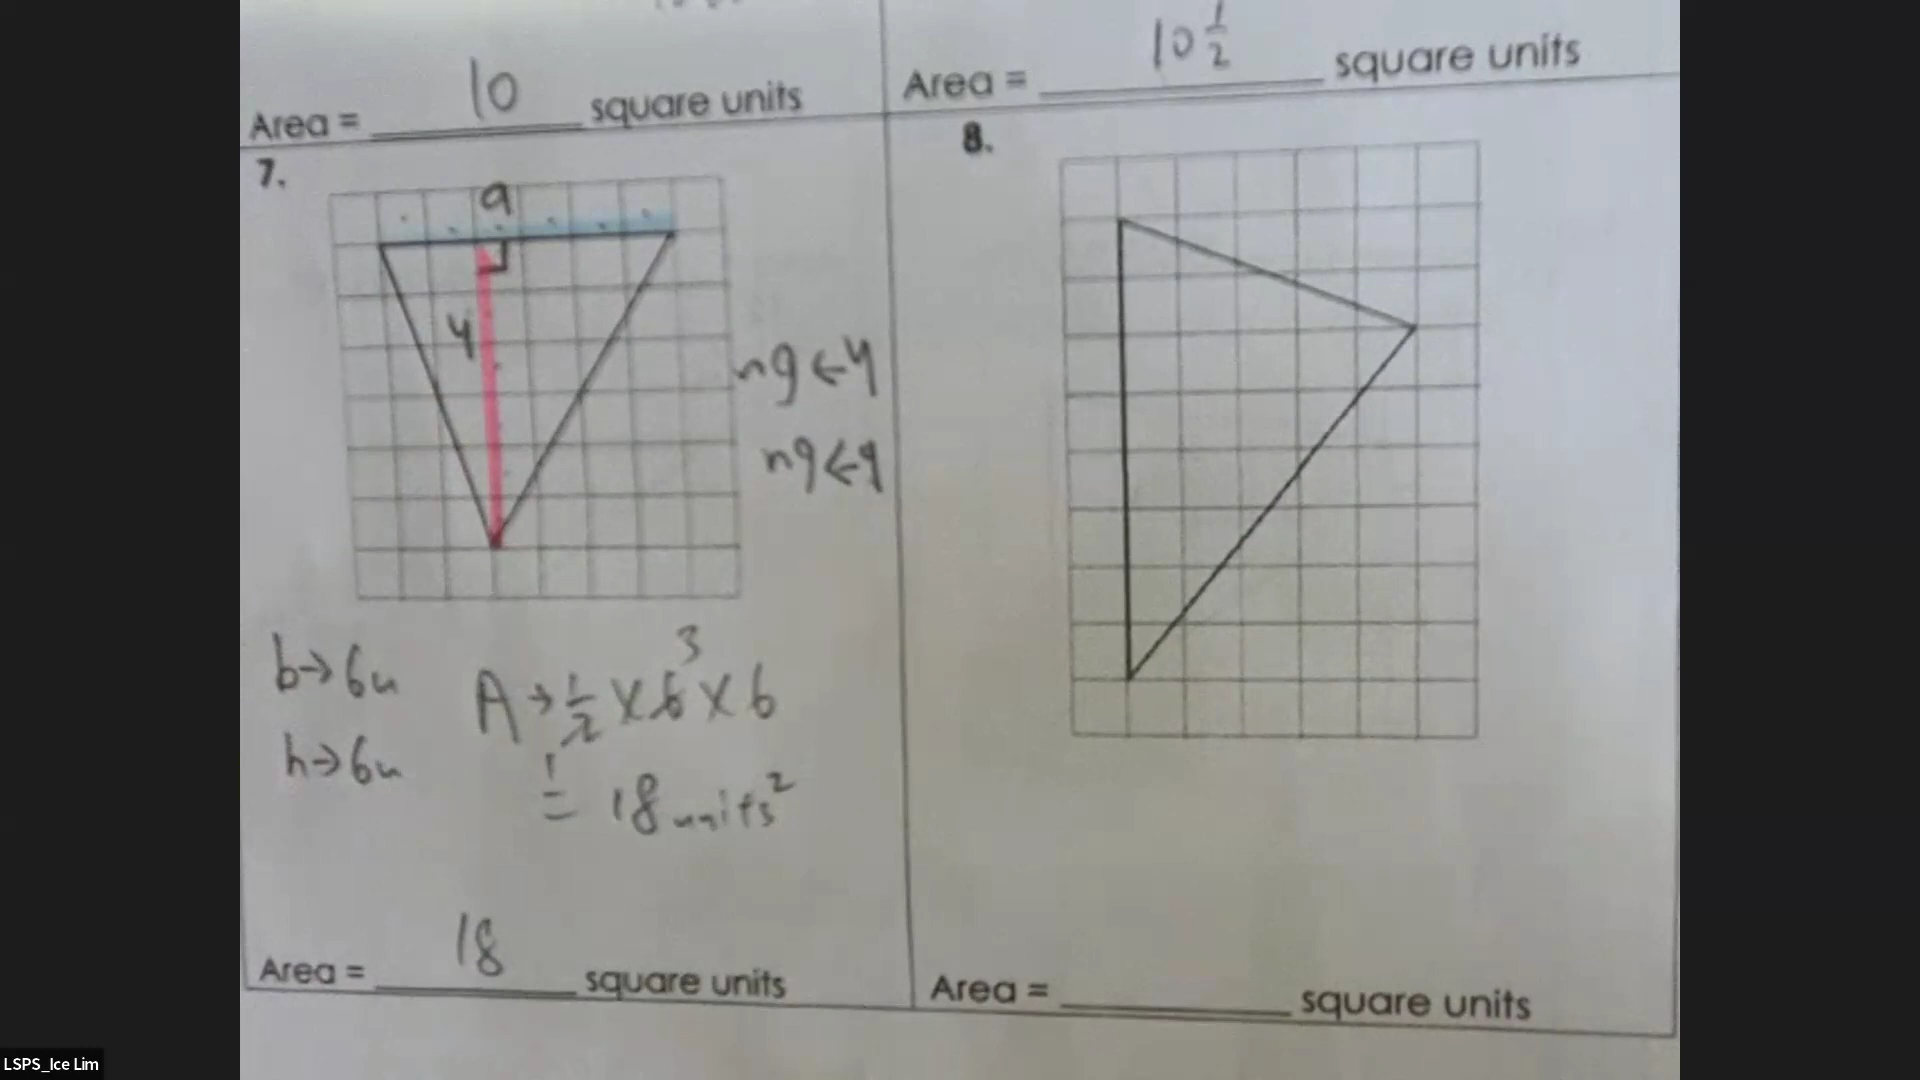 Area = 10 square units
Area = 10 1/2 square units
7.
8.
a
4
b→6u
A→ 1/2 × 6 3 × 6
1
h→6u
= 18 units²
Area = 18 square units
Area = square units
LSPS_Ice Lim